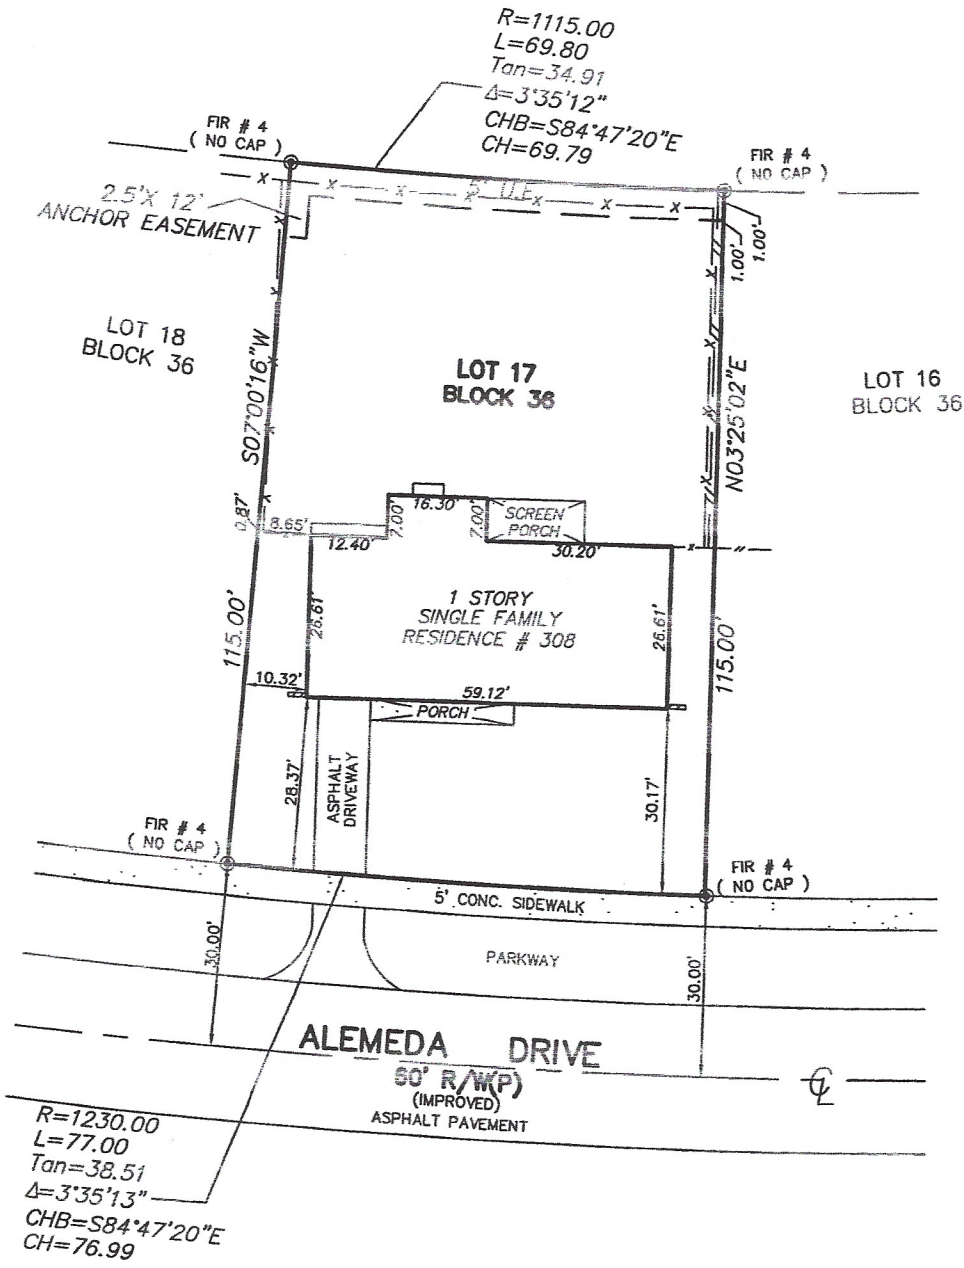 R=1115.00
L=69.80
Tan=34.91
Δ=3°35'12"
CHB=S84°47'20"E
CH=69.79
FIR # 4
( NO CAP )
FIR # 4
( NO CAP )
2.5'X 12'
ANCHOR EASEMENT
5' U.E.
1.00'
1.00'
LOT 18
BLOCK 36
S07°00'16"W
LOT 17
BLOCK 36
N03°25'02"E
LOT 16
BLOCK 36
0.87'
8.65'
12.40'
7.00'
16.30'
7.00'
SCREEN
PORCH
30.20'
1 STORY
SINGLE FAMILY
RESIDENCE # 308
26.61'
26.61'
115.00'
115.00'
10.32'
59.12'
PORCH
28.37'
ASPHALT
DRIVEWAY
30.17'
FIR # 4
( NO CAP )
FIR # 4
( NO CAP )
5' CONC. SIDEWALK
30.00'
PARKWAY
30.00'
ALEMEDA DRIVE
60' R/W(P)
(IMPROVED)
ASPHALT PAVEMENT
CL
R=1230.00
L=77.00
Tan=38.51
Δ=3°35'13"
CHB=S84°47'20"E
CH=76.99